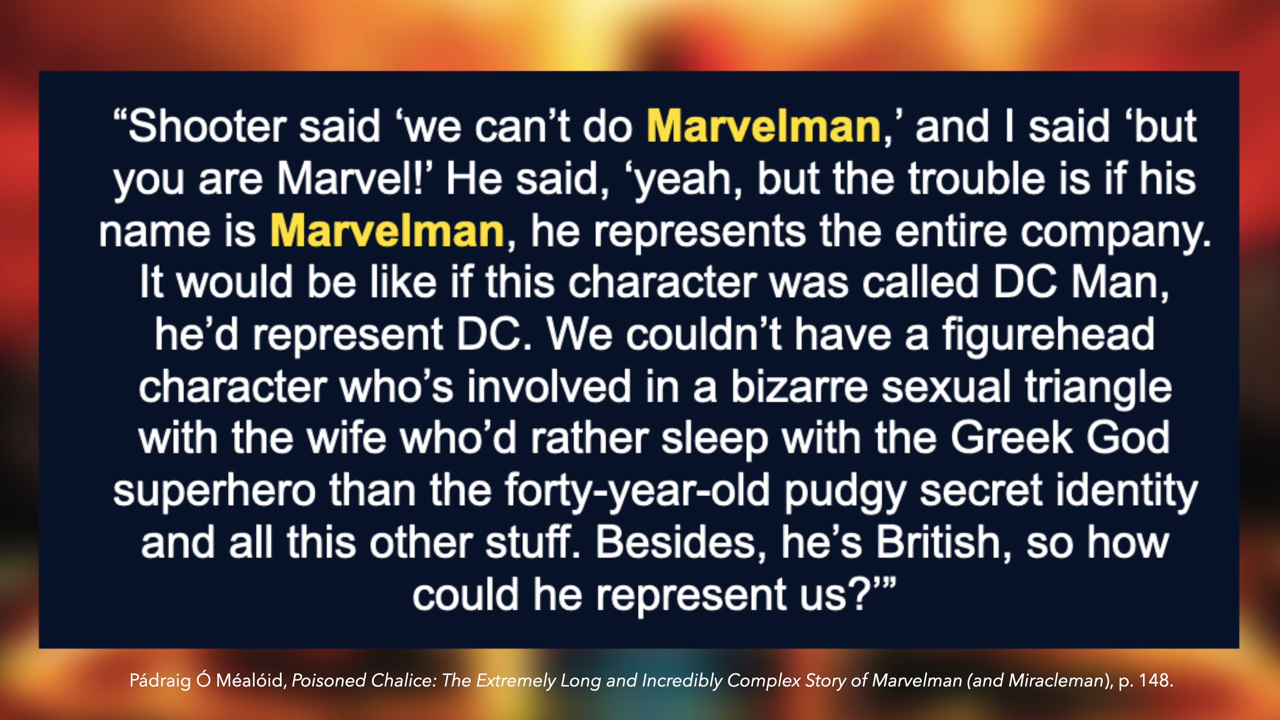 “Shooter said ‘we can’t do Marvelman,’ and I said ‘but
you are Marvel!’ He said, ‘yeah, but the trouble is if his
name is Marvelman, he represents the entire company.
It would be like if this character was called DC Man,
he’d represent DC. We couldn’t have a figurehead
character who’s involved in a bizarre sexual triangle
with the wife who’d rather sleep with the Greek God
superhero than the forty-year-old pudgy secret identity
and all this other stuff. Besides, he’s British, so how
could he represent us?’”
Pádraig Ó Méalóid, Poisoned Chalice: The Extremely Long and Incredibly Complex Story of Marvelman (and Miracleman), p. 148.